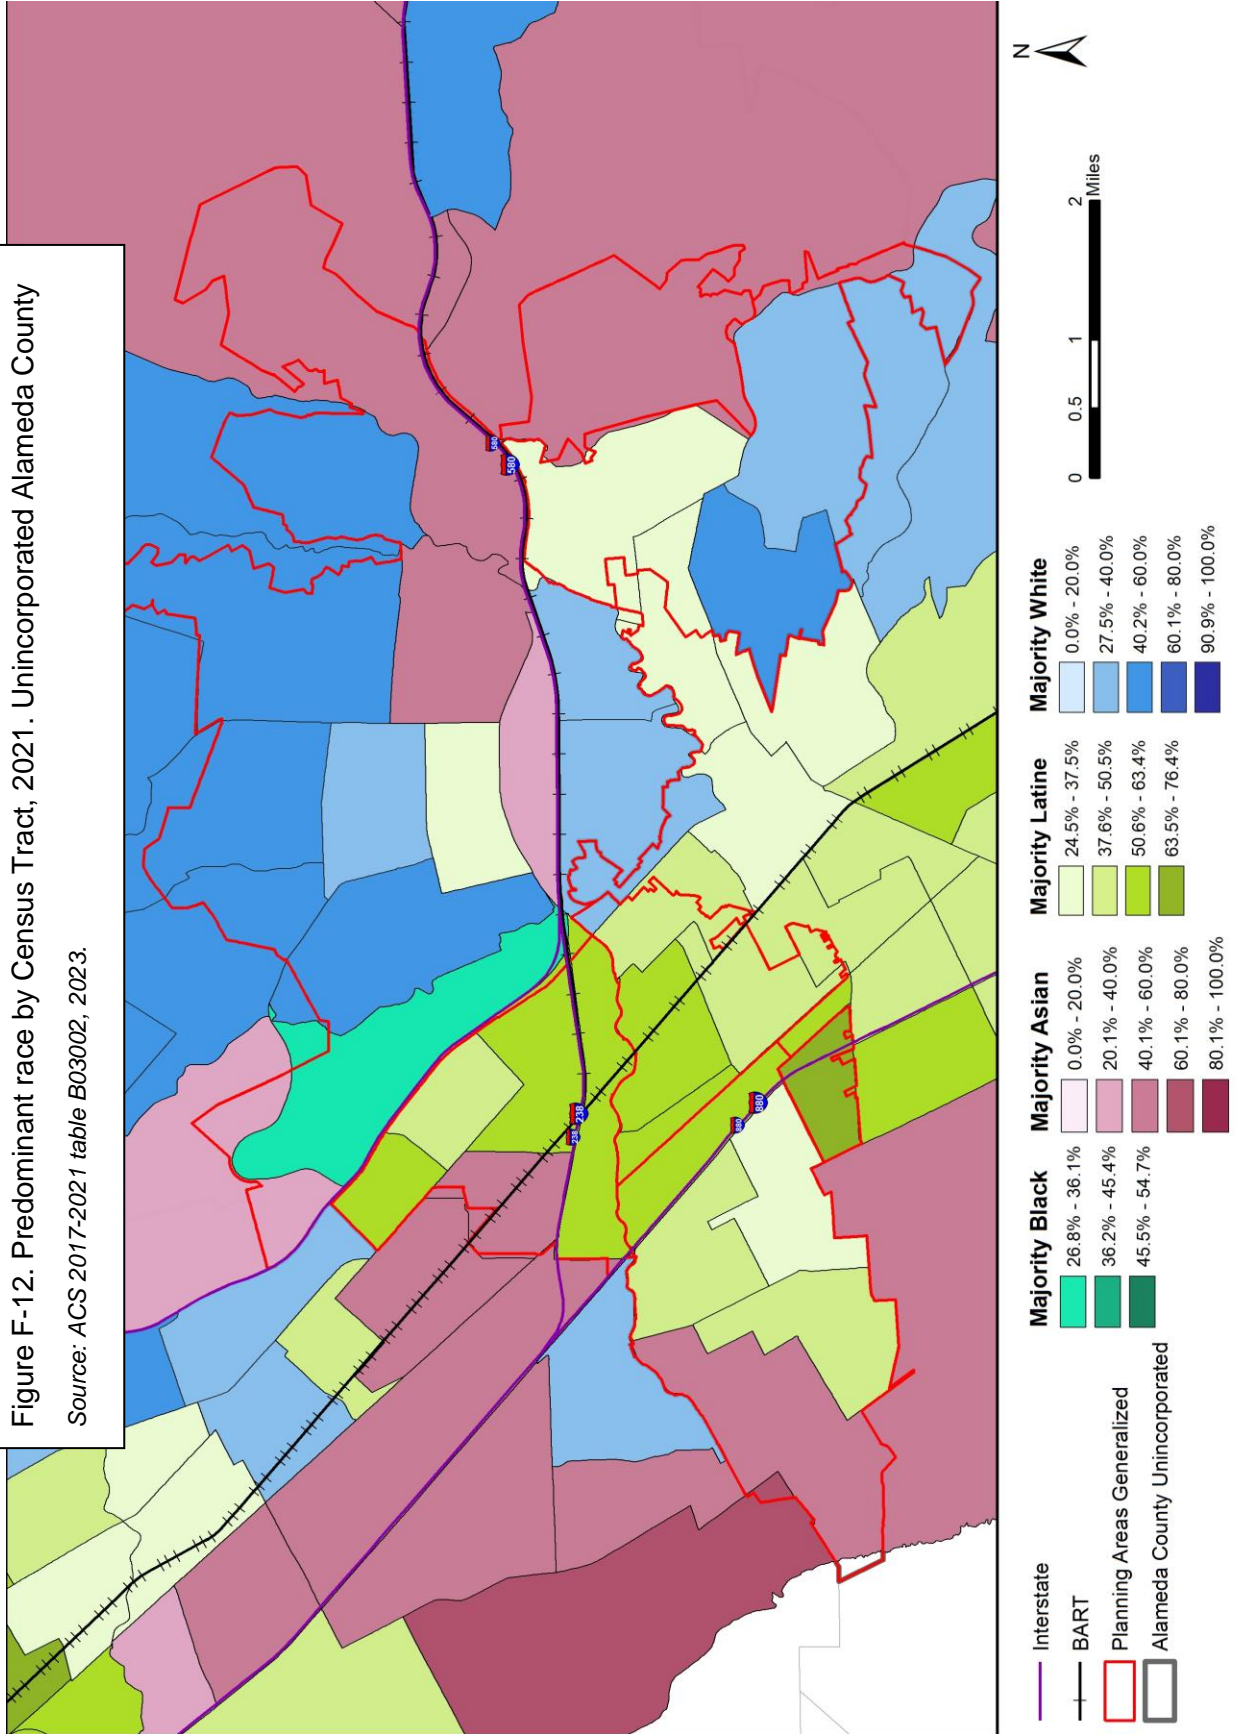 Figure F-12. Predominant race by Census Tract, 2021. Unincorporated Alameda County
Source: ACS 2017-2021 table B03002, 2023.
680
580
238
238
880
880
N
Interstate
BART
Planning Areas Generalized
Alameda County Unincorporated
Majority Black
26.8% - 36.1%
36.2% - 45.4%
45.5% - 54.7%
Majority Asian
0.0% - 20.0%
20.1% - 40.0%
40.1% - 60.0%
60.1% - 80.0%
80.1% - 100.0%
Majority Latine
24.5% - 37.5%
37.6% - 50.5%
50.6% - 63.4%
63.5% - 76.4%
Majority White
0.0% - 20.0%
27.5% - 40.0%
40.2% - 60.0%
60.1% - 80.0%
90.9% - 100.0%
0 0.5 1 2
Miles